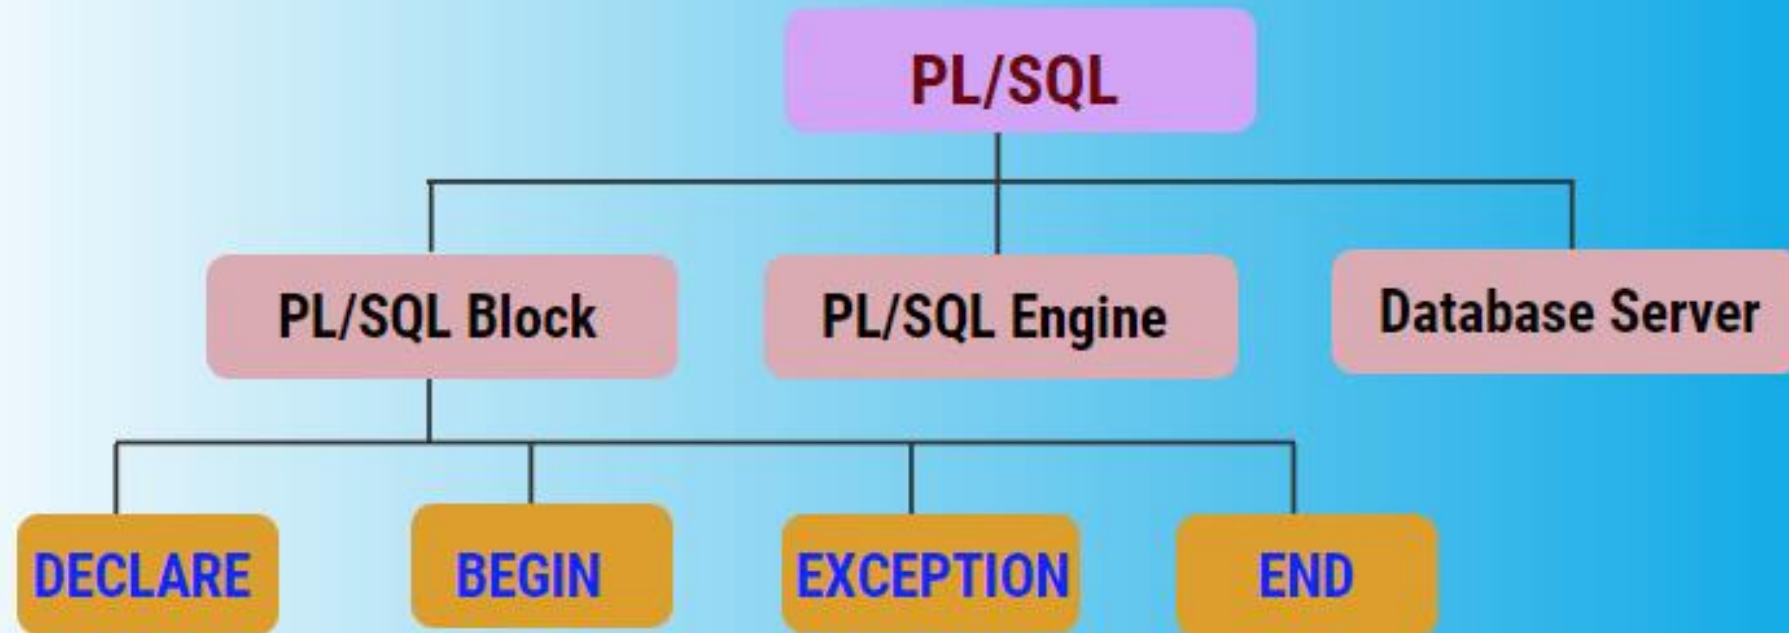 PL/SQL
PL/SQL Block
PL/SQL Engine
Database Server
DECLARE
BEGIN
EXCEPTION
END